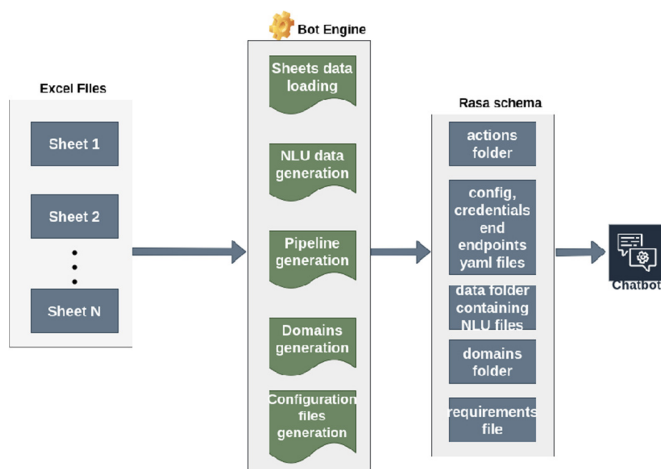 Excel Files
Sheet 1
Sheet 2
Sheet N
Bot Engine
Sheets data
loading
NLU data
generation
Pipeline
generation
Domains
generation
Configuration
files
generation
Rasa schema
actions
folder
config,
credentials
end
endpoints
yaml files
data folder
containing
NLU files
domains
folder
requirements
file
Chatbot